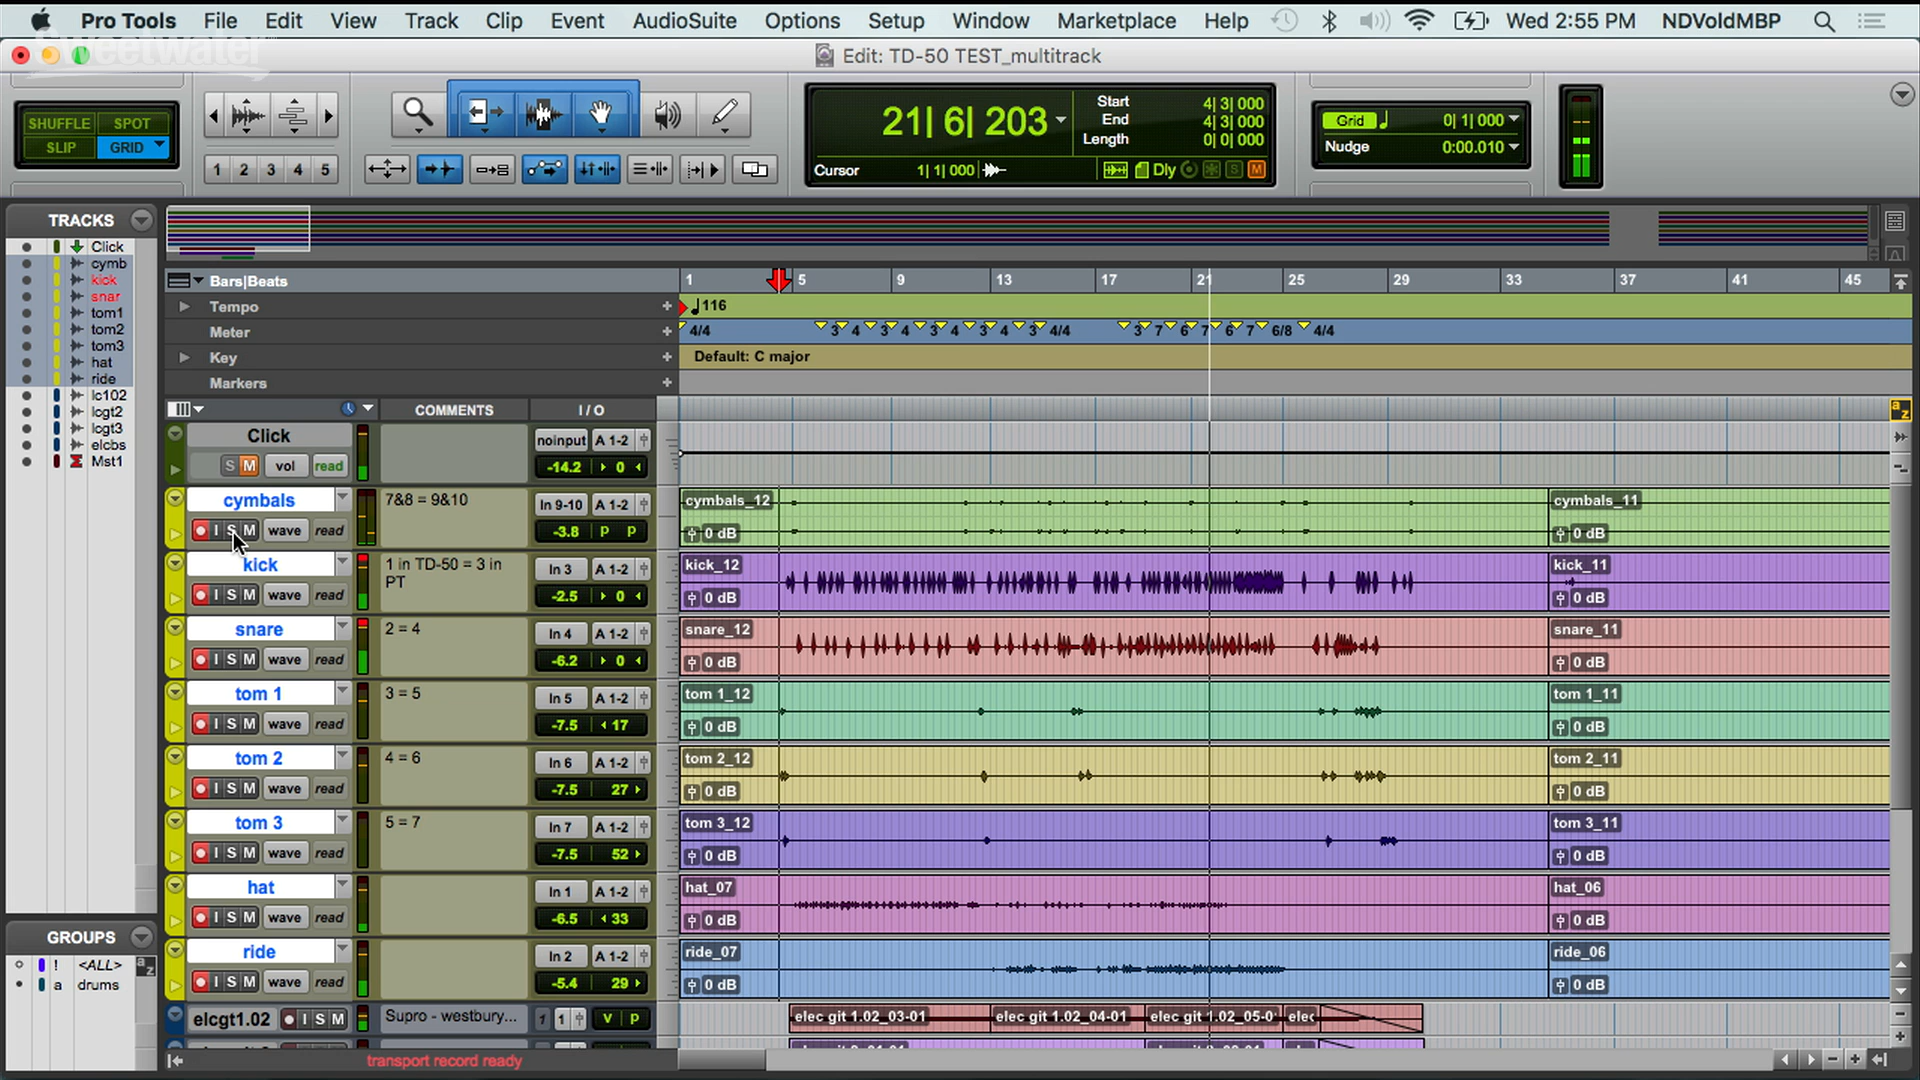 Pro Tools File Edit View Track Clip Event AudioSuite Options Setup Window Marketplace Help Wed 2:55 PM NDVoldMBP
Sweetwater
Edit: TD-50 TEST_multitrack
SHUFFLE SPOT
SLIP GRID
1 2 3 4 5
21| 6| 203
Start 4| 3| 000
End 4| 3| 000
Length 0| 0| 000
Cursor 1| 1| 000 Dly S M
Grid 0| 1| 000
Nudge 0:00.010
TRACKS
Click
cymb
kick
snar
tom1
tom2
tom3
hat
ride
lc102
lcgt2
lcgt3
elcbs
Mst1
GROUPS
! <ALL>
a drums
a z
Bars|Beats 1 5 9 13 17 21 25 29 33 37 41 45
Tempo + 116
Meter + 4/4 3 4 3 4 3 4 3 4 3 4/4 3 7 6 7 6 7 6/8 4/4
Key + Default: C major
Markers +
COMMENTS I / O
a z
Click noinput A 1-2
S M vol read -14.2 0
cymbals 7&8 = 9&10 In 9-10 A 1-2 cymbals_12 cymbals_11
I S M wave read -3.8 P P 0 dB 0 dB
kick 1 in TD-50 = 3 in PT In 3 A 1-2 kick_12 kick_11
I S M wave read -2.5 0 0 dB 0 dB
snare 2 = 4 In 4 A 1-2 snare_12 snare_11
I S M wave read -6.2 0 0 dB 0 dB
tom 1 3 = 5 In 5 A 1-2 tom 1_12 tom 1_11
I S M wave read -7.5 17 0 dB 0 dB
tom 2 4 = 6 In 6 A 1-2 tom 2_12 tom 2_11
I S M wave read -7.5 27 0 dB 0 dB
tom 3 5 = 7 In 7 A 1-2 tom 3_12 tom 3_11
I S M wave read -7.5 52 0 dB 0 dB
hat In 1 A 1-2 hat_07 hat_06
I S M wave read -6.5 33 0 dB 0 dB
ride In 2 A 1-2 ride_07 ride_06
I S M wave read -5.4 29 0 dB 0 dB
elcgt1.02 I S M Supro - westbury... 1 1 V P elec git 1.02_03-01 elec git 1.02_04-01 elec git 1.02_05-0 elec
transport record ready